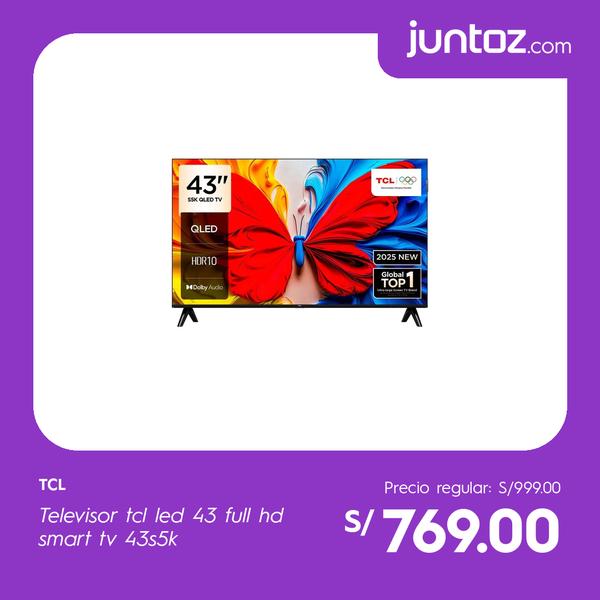 juntoz.com
43"
S5K QLED TV
QLED
HDR10
Dolby Audio
TCL
2025 NEW
Global
TOP 1
TCL
Televisor tcl led 43 full hd
smart tv 43s5k
Precio regular: S/999.00
S/ 769.00